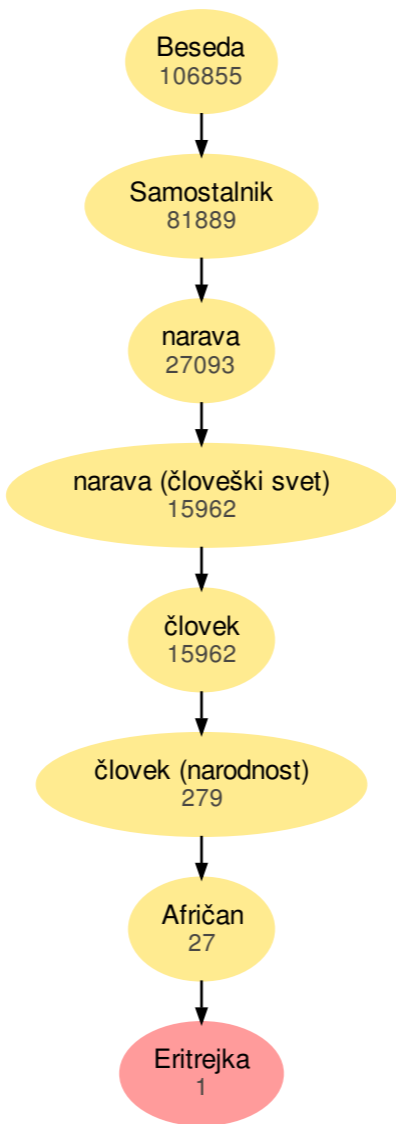 Beseda
106855
Samostalnik
81889
narava
27093
narava (človeški svet)
15962
človek
15962
človek (narodnost)
279
Afričan
27
Eritrejka
1